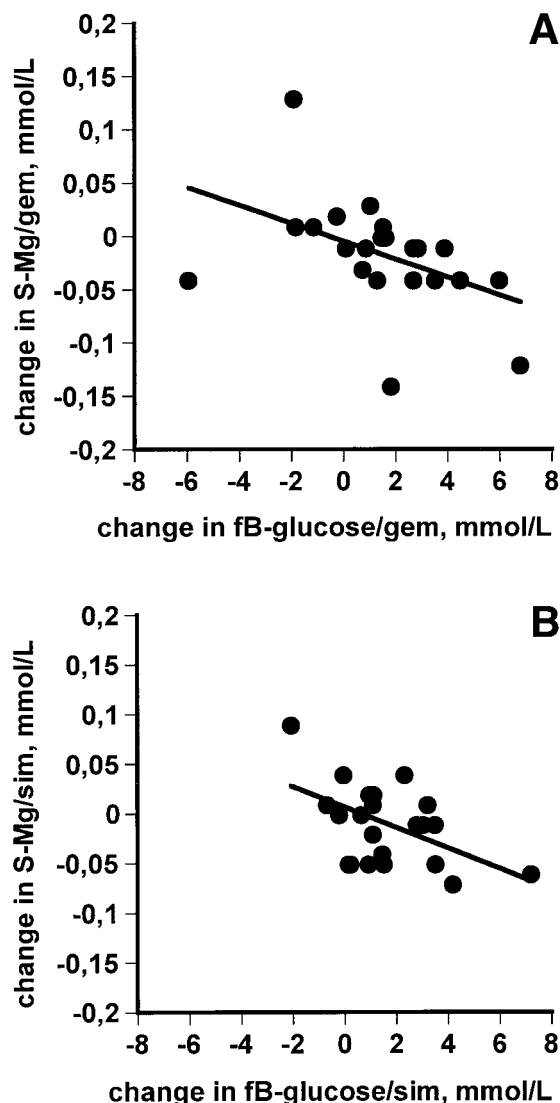 A
0,2
0,15
0,1
0,05
0
-0,05
-0,1
-0,15
-0,2
change in S-Mg/gem, mmol/L
-8 -6 -4 -2 0 2 4 6 8
change in fB-glucose/gem, mmol/L
B
0,2
0,15
0,1
0,05
0
-0,05
-0,1
-0,15
-0,2
change in S-Mg/sim, mmol/L
-8 -6 -4 -2 0 2 4 6 8
change in fB-glucose/sim, mmol/L